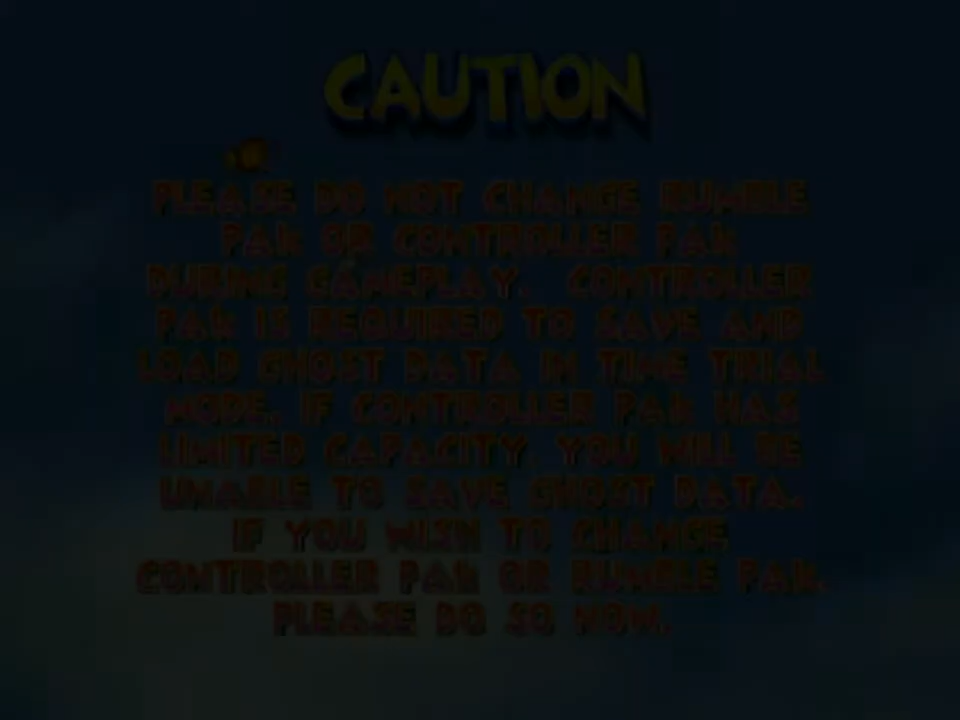 CAUTION
PLEASE DO NOT CHANGE RUMBLE
PAK OR CONTROLLER PAK
DURING GAMEPLAY. CONTROLLER
PAK IS REQUIRED TO SAVE AND
LOAD GHOST DATA IN TIME TRIAL
MODE. IF CONTROLLER PAK HAS
LIMITED CAPACITY, YOU WILL BE
UNABLE TO SAVE GHOST DATA.
IF YOU WISH TO CHANGE
CONTROLLER PAK OR RUMBLE PAK,
PLEASE DO SO NOW.